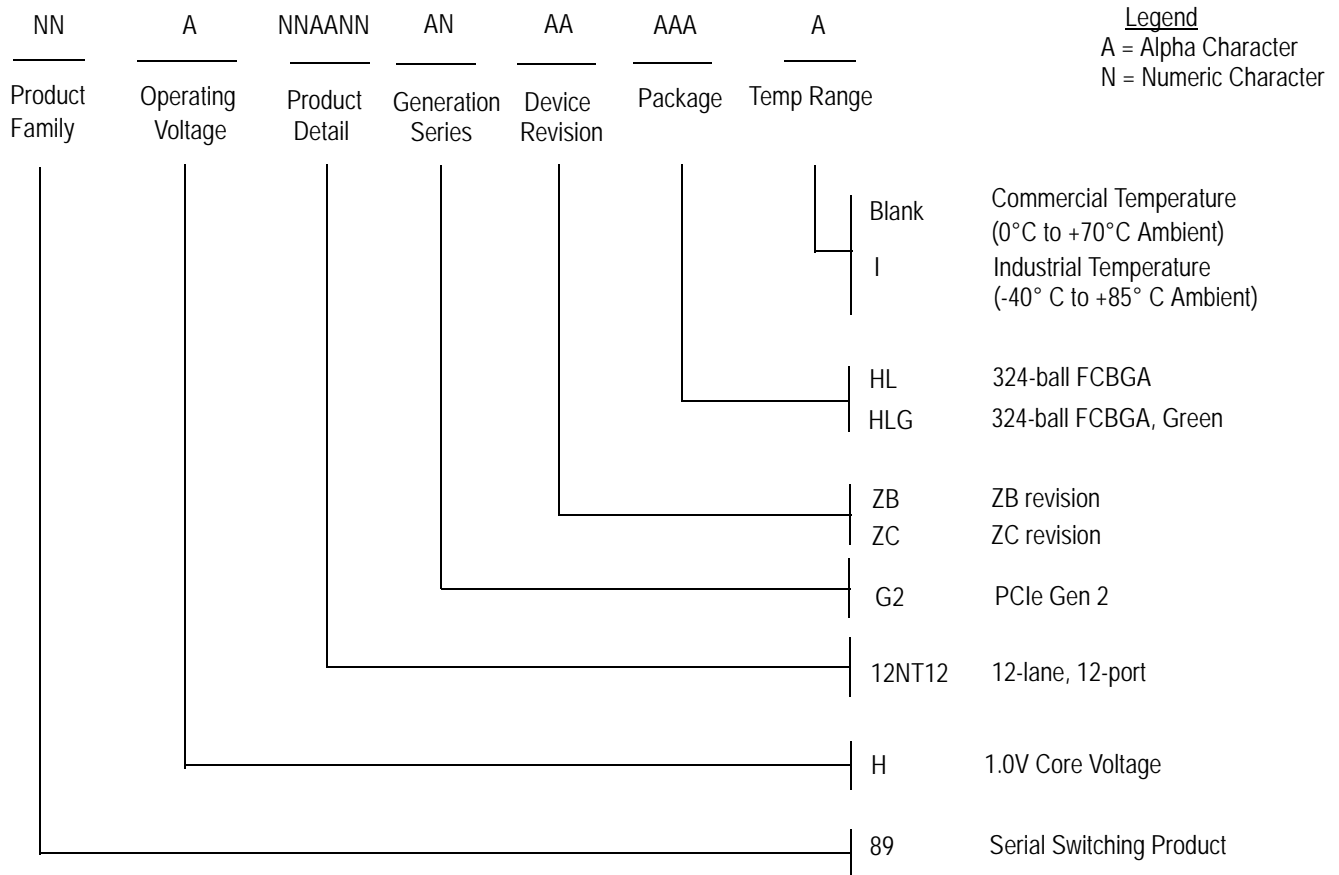 NN A NNAANN AN AA AAA A
Legend
A = Alpha Character
N = Numeric Character
Product Family
Operating Voltage
Product Detail
Generation Series
Device Revision
Package
Temp Range
Blank Commercial Temperature
(0°C to +70°C Ambient)
I Industrial Temperature
(-40° C to +85° C Ambient)
HL 324-ball FCBGA
HLG 324-ball FCBGA, Green
ZB ZB revision
ZC ZC revision
G2 PCIe Gen 2
12NT12 12-lane, 12-port
H 1.0V Core Voltage
89 Serial Switching Product